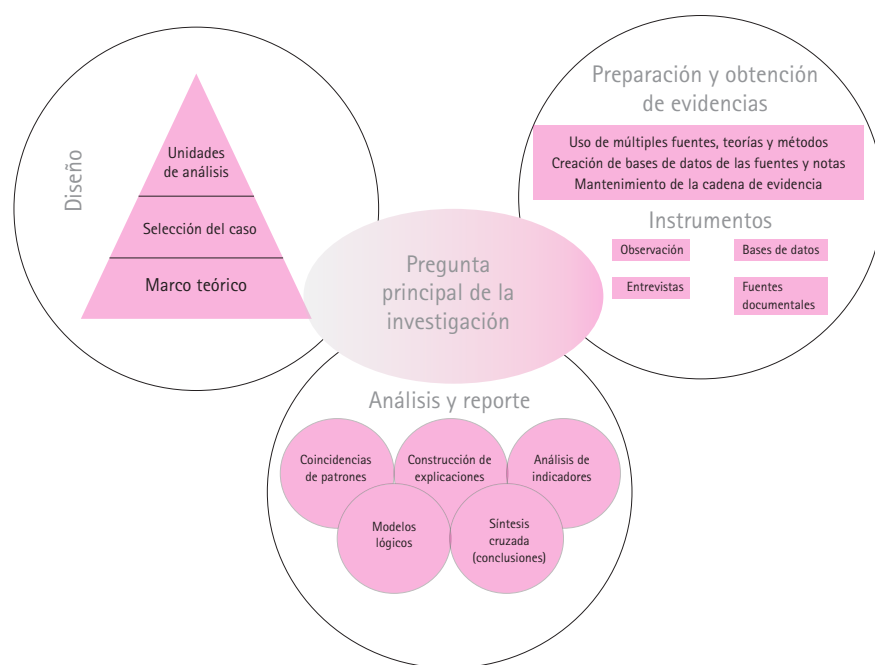 Diseño
Unidades
de análisis
Selección del caso
Marco teórico
Preparación y obtención
de evidencias
Uso de múltiples fuentes, teorías y métodos
Creación de bases de datos de las fuentes y notas
Mantenimiento de la cadena de evidencia
Instrumentos
Observación
Bases de datos
Entrevistas
Fuentes
documentales
Pregunta
principal de la
investigación
Análisis y reporte
Coincidencias
de patrones
Construcción de
explicaciones
Análisis de
indicadores
Modelos
lógicos
Síntesis
cruzada
(conclusiones)